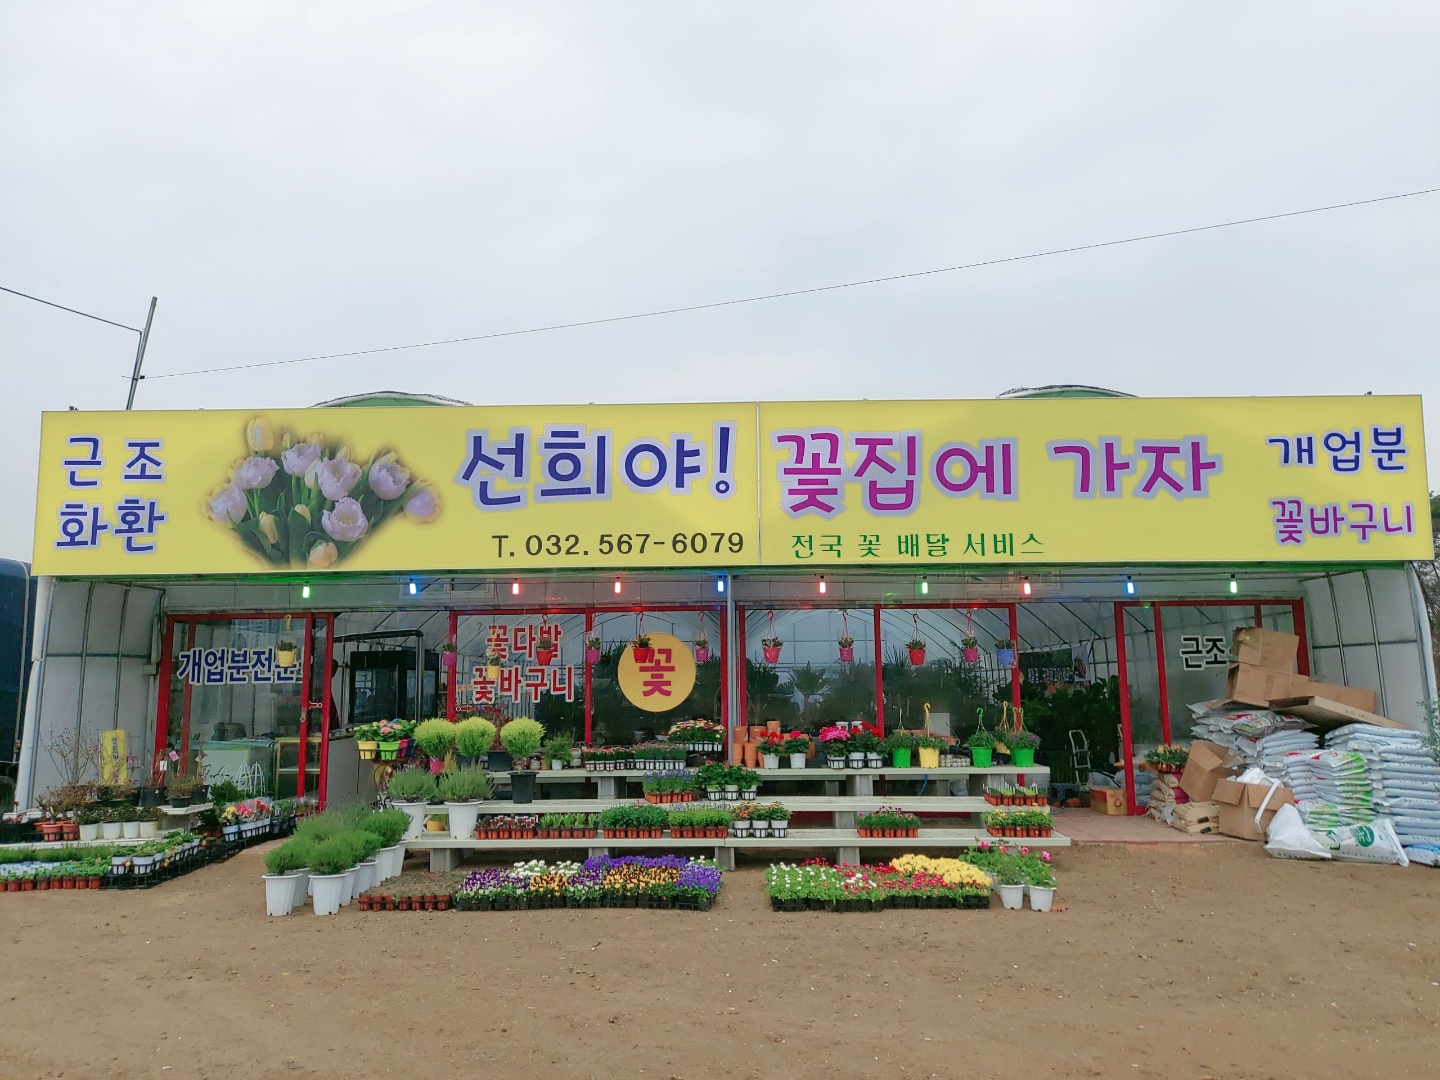 근 조
화환
선희야! 꽃집에 가자
T. 032. 567-6079
전국 꽃 배달 서비스
개업분
꽃바구니
개업분전문
꽃다발
꽃바구니
꽃
근조